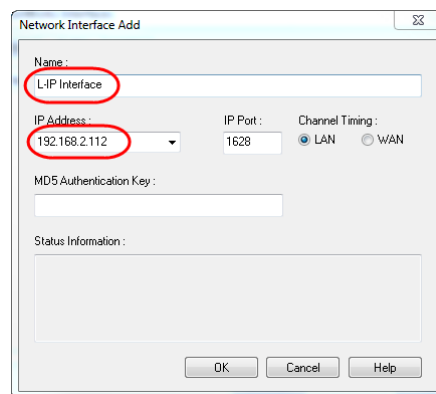 Network Interface Add
Name :
L-IP Interface
IP Address : IP Port : Channel Timing :
192.168.2.112 1628 LAN WAN
MD5 Authentication Key :
Status Information :
OK Cancel Help